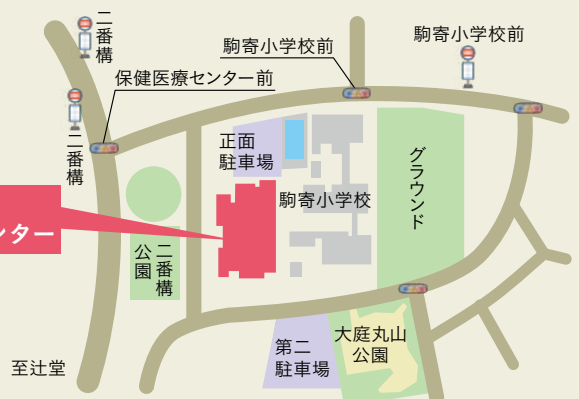 二番構
駒寄小学校前
駒寄小学校前
保健医療センター前
二番構
正面
駐車場
グラウンド
駒寄小学校
ンター
二番構
公園
大庭丸山
公園
第二
駐車場
至辻堂